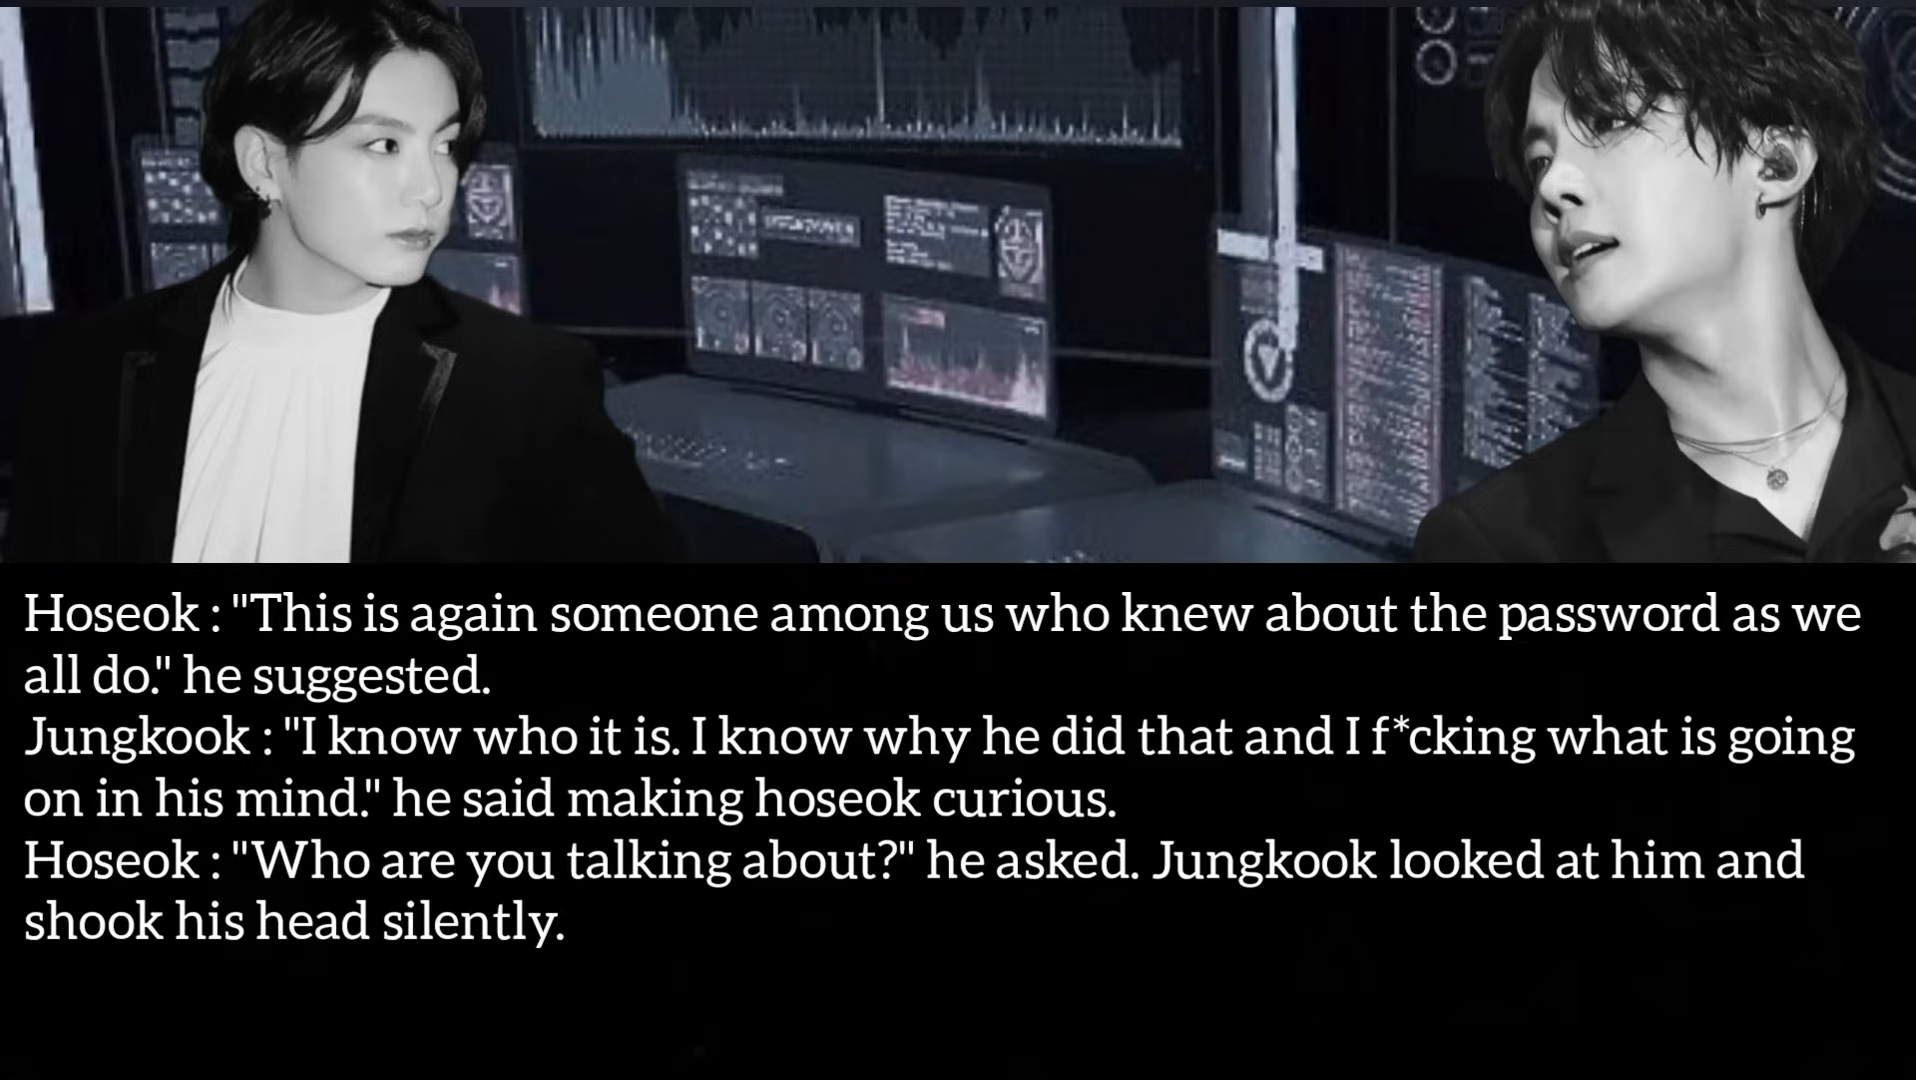 Hoseok : "This is again someone among us who knew about the password as we
all do." he suggested.
Jungkook : "I know who it is. I know why he did that and I f*cking what is going
on in his mind." he said making hoseok curious.
Hoseok : "Who are you talking about?" he asked. Jungkook looked at him and
shook his head silently.